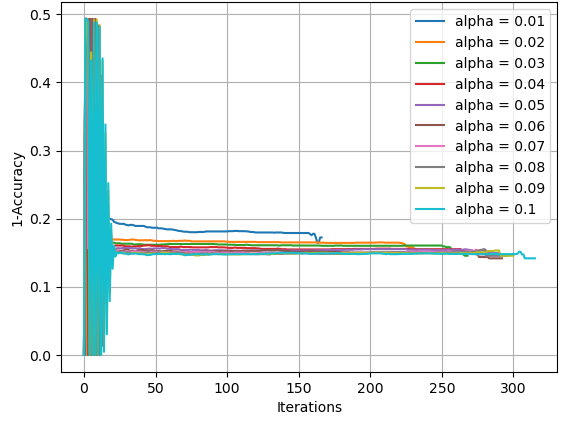 0.5
0.4
0.3
0.2
0.1
0.0
1-Accuracy
alpha = 0.01
alpha = 0.02
alpha = 0.03
alpha = 0.04
alpha = 0.05
alpha = 0.06
alpha = 0.07
alpha = 0.08
alpha = 0.09
alpha = 0.1
0 50 100 150 200 250 300
Iterations